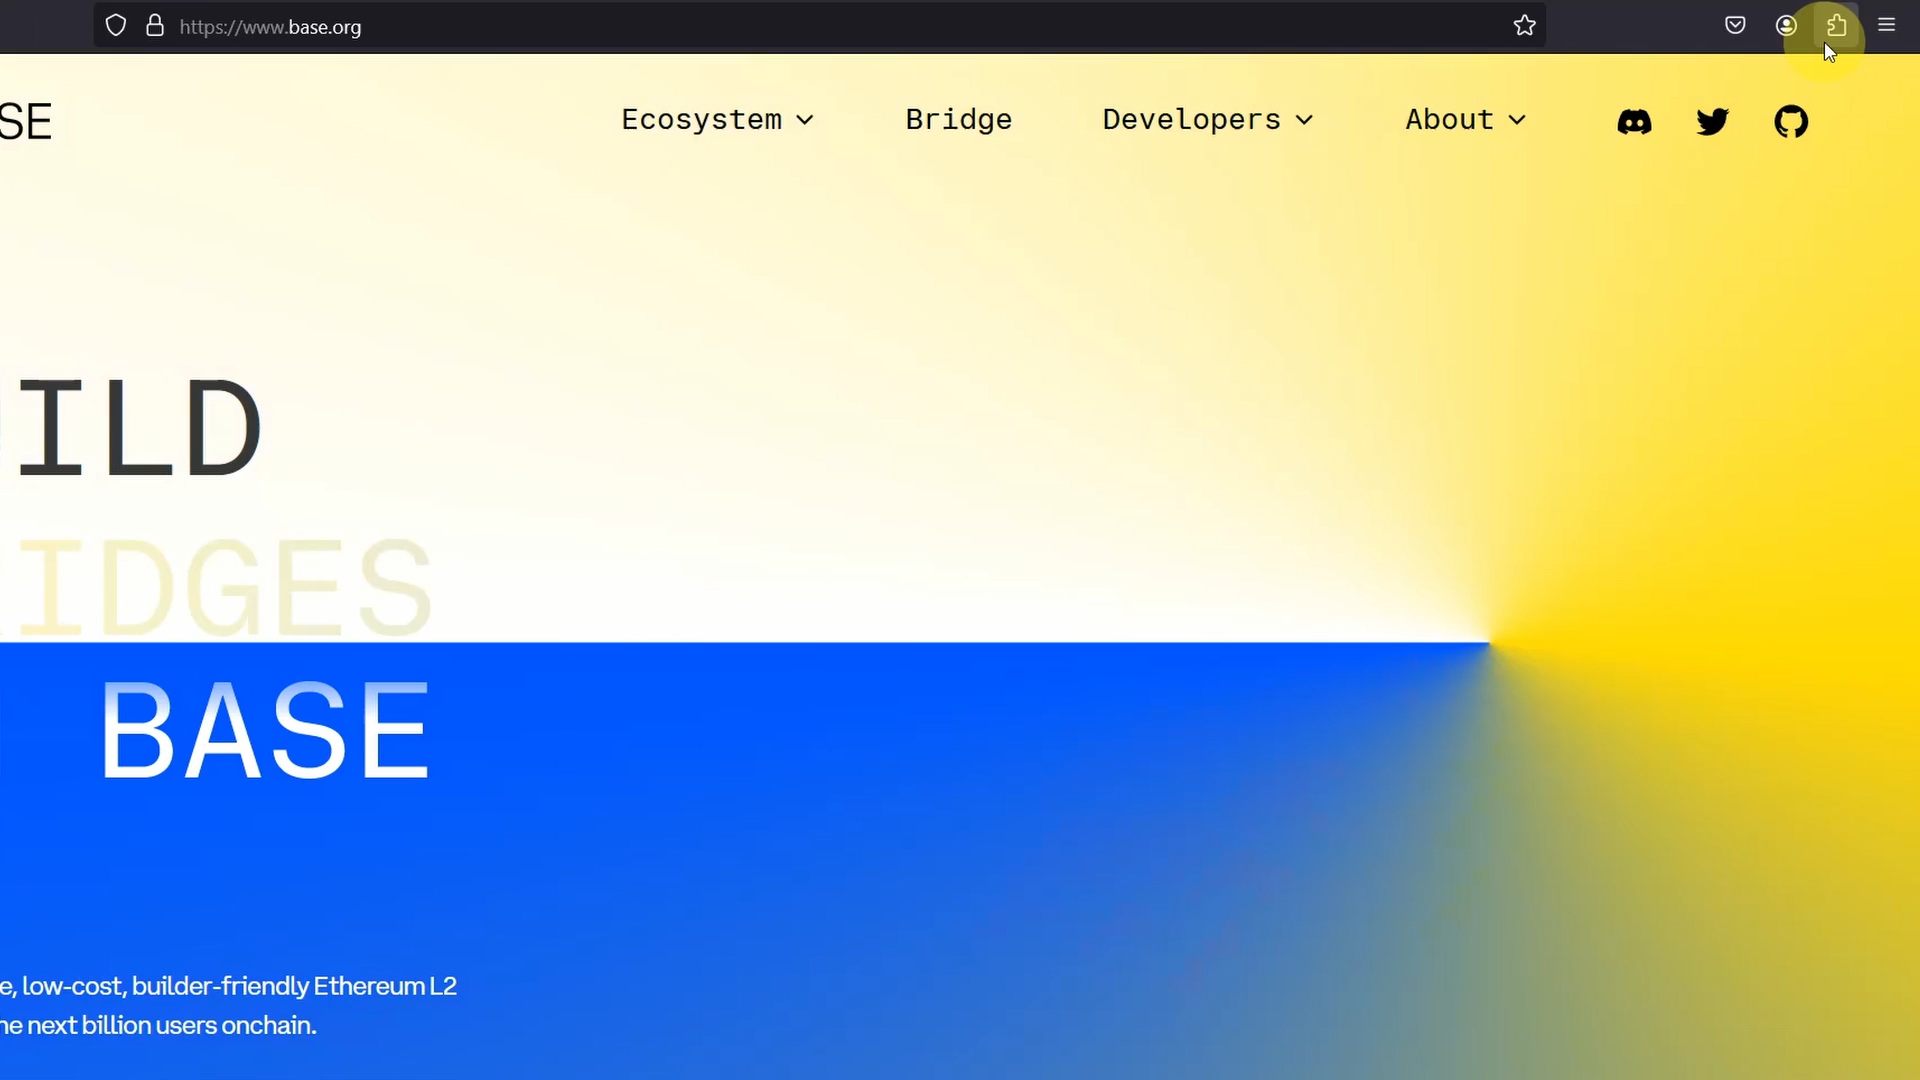 https://www.base.org
SE
Ecosystem
Bridge
Developers
About
ILD
IDGES
BASE
e, low-cost, builder-friendly Ethereum L2
he next billion users onchain.